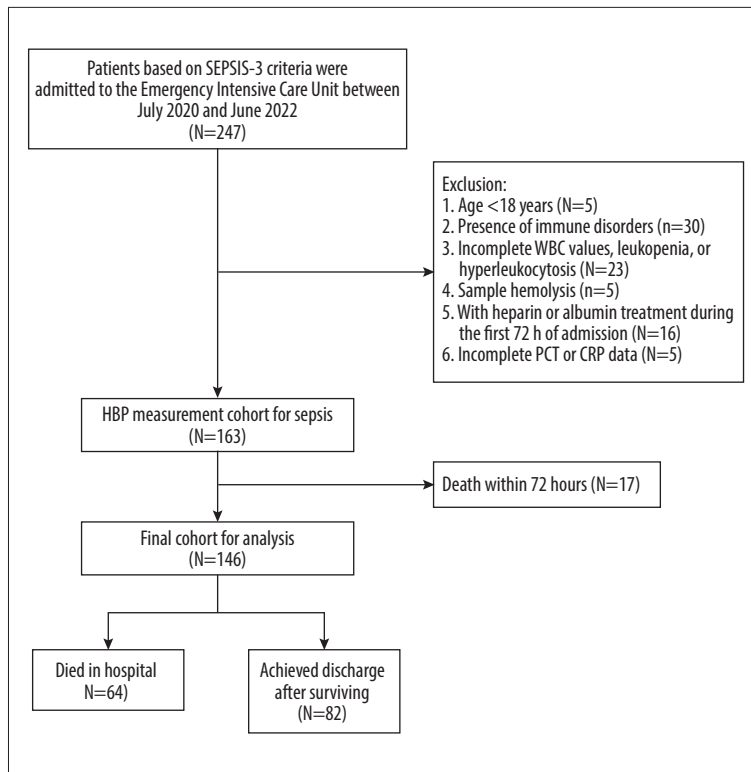 Patients based on SEPSIS-3 criteria were
admitted to the Emergency Intensive Care Unit between
July 2020 and June 2022
(N=247)
Exclusion:
1. Age <18 years (N=5)
2. Presence of immune disorders (n=30)
3. Incomplete WBC values, leukopenia, or
hyperleukocytosis (N=23)
4. Sample hemolysis (n=5)
5. With heparin or albumin treatment during
the first 72 h of admission (N=16)
6. Incomplete PCT or CRP data (N=5)
HBP measurement cohort for sepsis
(N=163)
Death within 72 hours (N=17)
Final cohort for analysis
(N=146)
Died in hospital
N=64)
Achieved discharge
after surviving
(N=82)